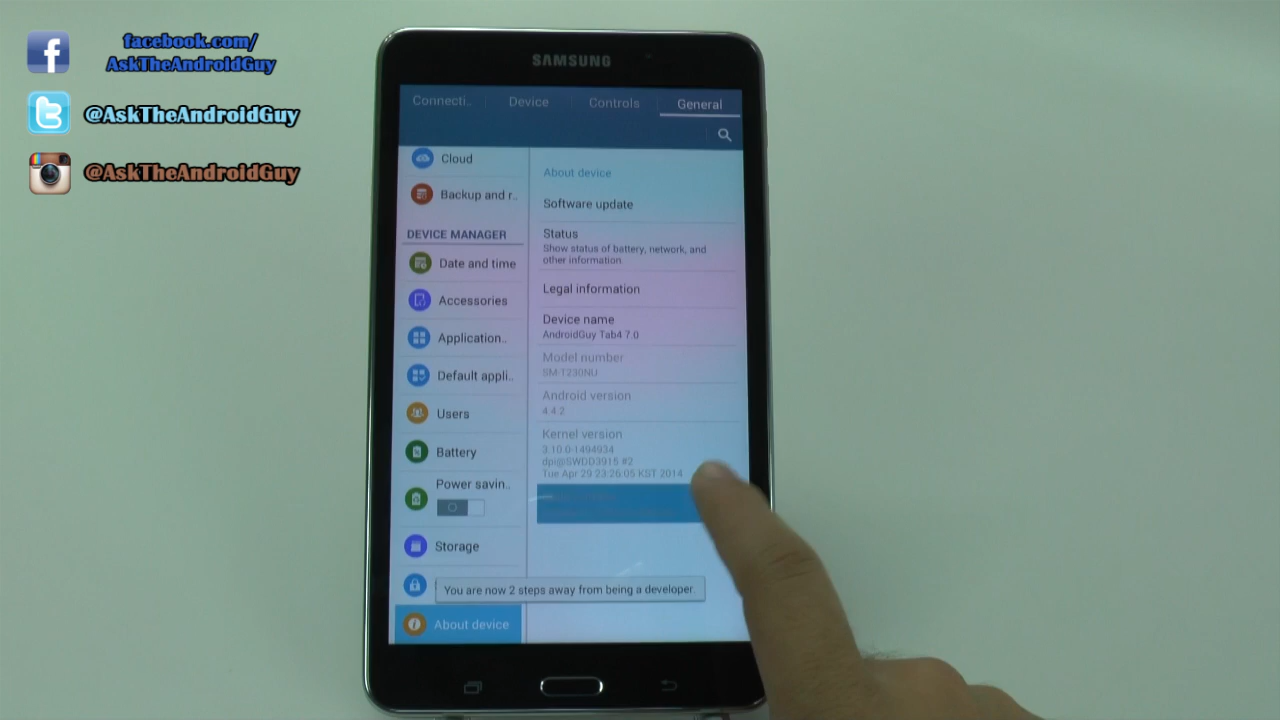 facebook.com/
AskTheAndroidGuy
@AskTheAndroidGuy
@AskTheAndroidGuy
SAMSUNG
Connecti..
Device
Controls
General
Cloud
Backup and r..
DEVICE MANAGER
Date and time
Accessories
Application..
Default appli..
Users
Battery
Power savin..
Storage
About device
About device
Software update
Status
Show status of battery, network, and
other information
Legal information
Device name
AndroidGuy Tab4 7.0
Model number
SM-T230NU
Android version
4.4.2
Kernel version
3.10.0-1494934
dpi@SWDD3915 #2
Tue Apr 29 23:26:05 KST 2014
You are now 2 steps away from being a developer.